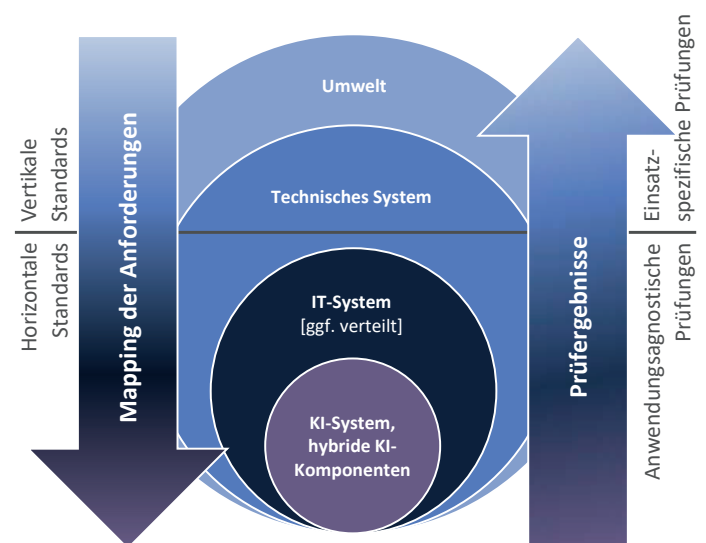 Vertikale
Standards
Horizontale
Standards
Mapping der Anforderungen
Umwelt
Technisches System
IT-System
[ggf. verteilt]
KI-System,
hybride KI-
Komponenten
Prüfergebnisse
Einsatz-
spezifische Prüfungen
Anwendungsagnostische
Prüfungen